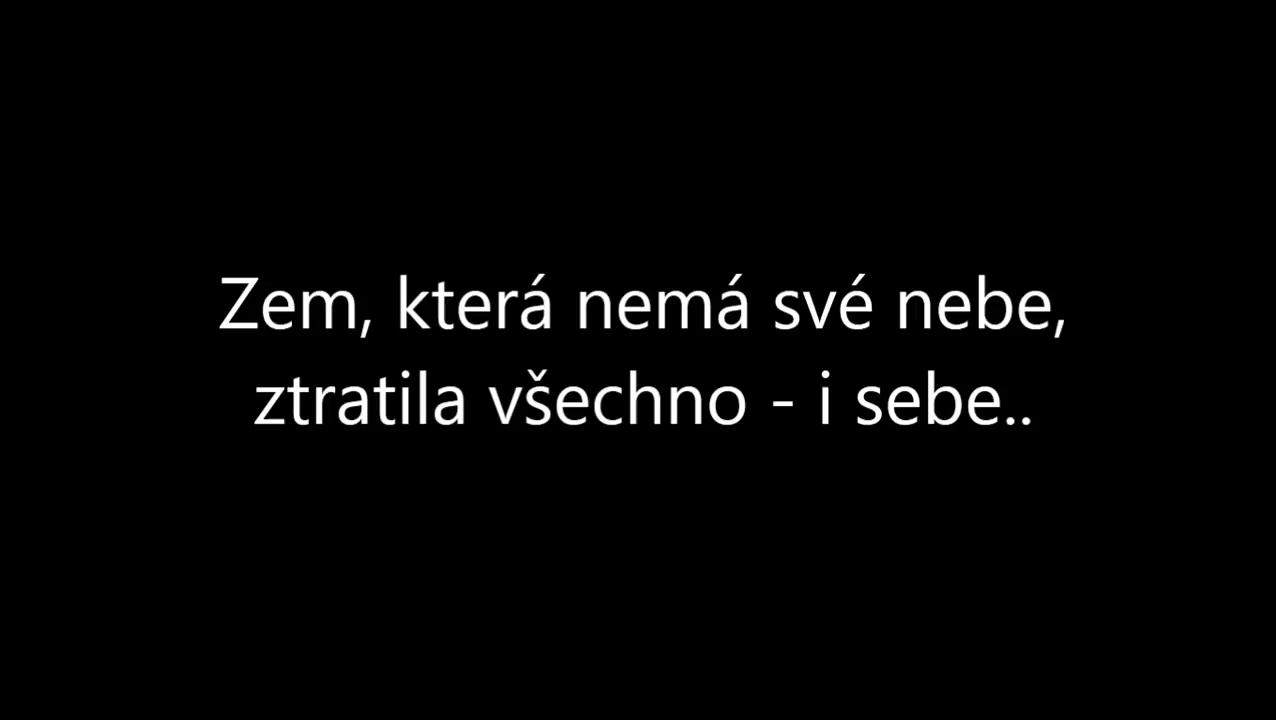 Zem, která nemá své nebe,
ztratila všechno - i sebe..